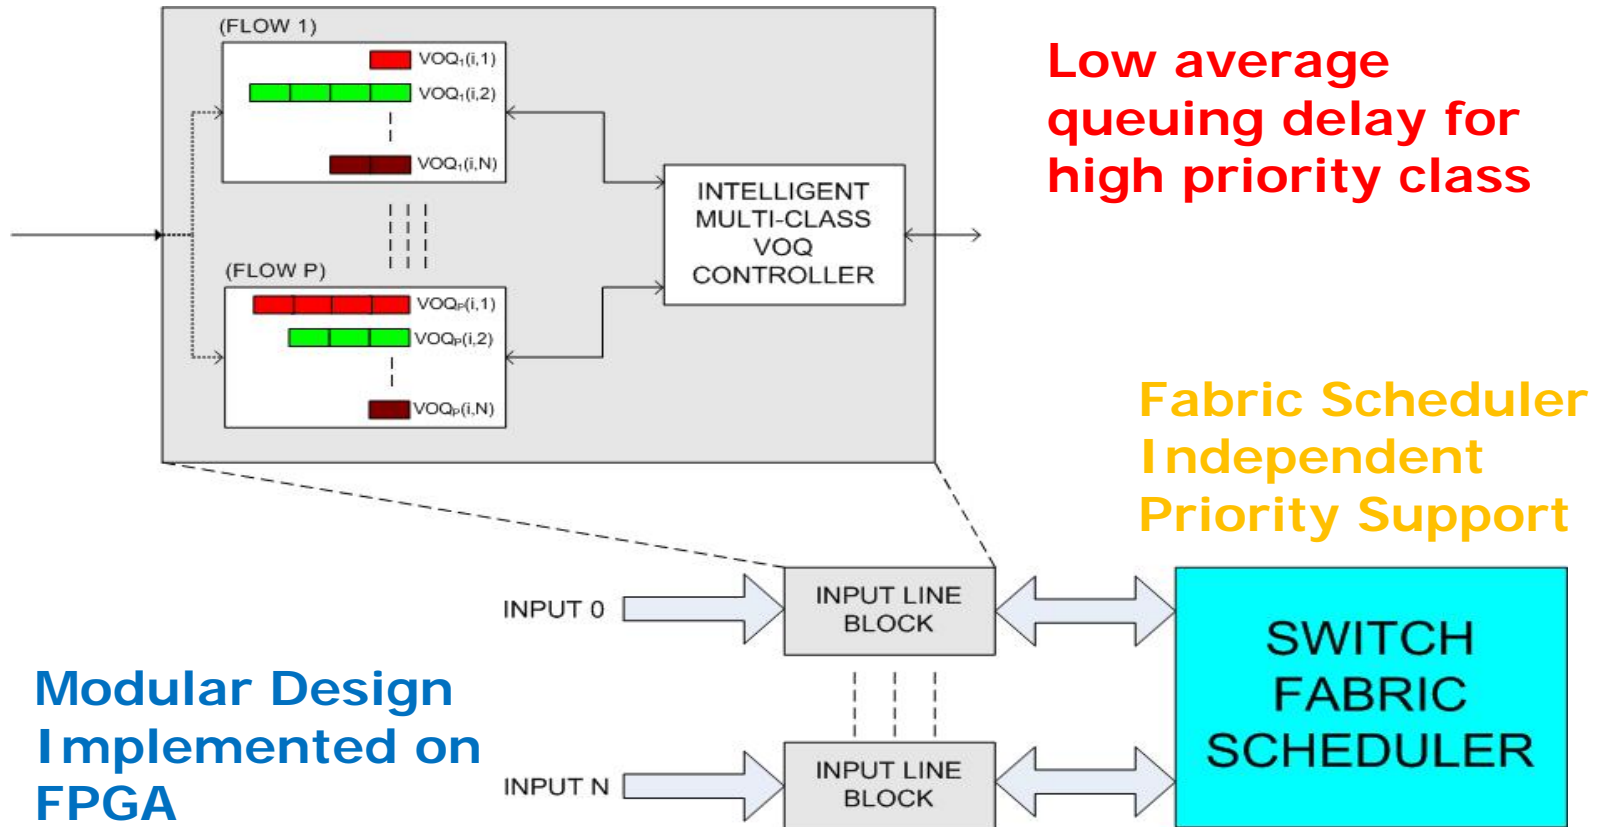 (FLOW 1)
VOQ₁(i,1)
VOQ₁(i,2)
VOQ₁(i,N)
(FLOW P)
VOQₚ(i,1)
VOQₚ(i,2)
VOQₚ(i,N)
INTELLIGENT
MULTI-CLASS
VOQ
CONTROLLER
Low average
queuing delay for
high priority class
Fabric Scheduler
Independent
Priority Support
INPUT 0
INPUT LINE
BLOCK
SWITCH
FABRIC
SCHEDULER
Modular Design
Implemented on
FPGA
INPUT N
INPUT LINE
BLOCK